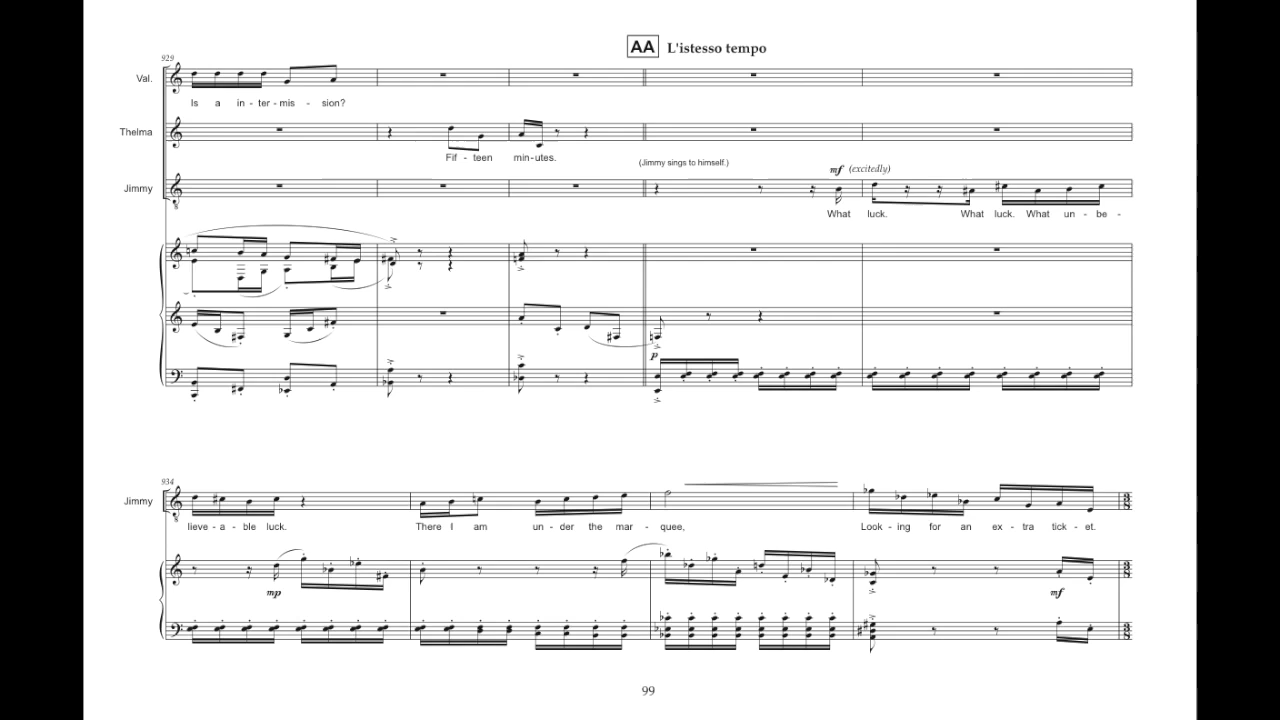 AA L'istesso tempo
929
Val.
Is a in - ter - mis - sion?
Thelma
Fif - teen min - utes.
(Jimmy sings to himself.)
mf (excitedly)
Jimmy
What luck. What luck. What un - be -
p
934
Jimmy
lieve - a - ble luck. There I am un - der the mar - quee, Look - ing for an ex - tra tick - et.
mp mf
3 8
99